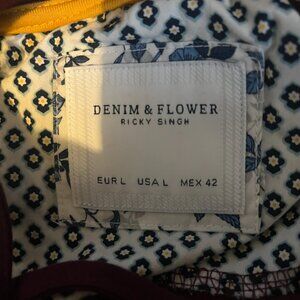 DENIM & FLOWER
RICKY SINGH
EUR L USA L MEX 42